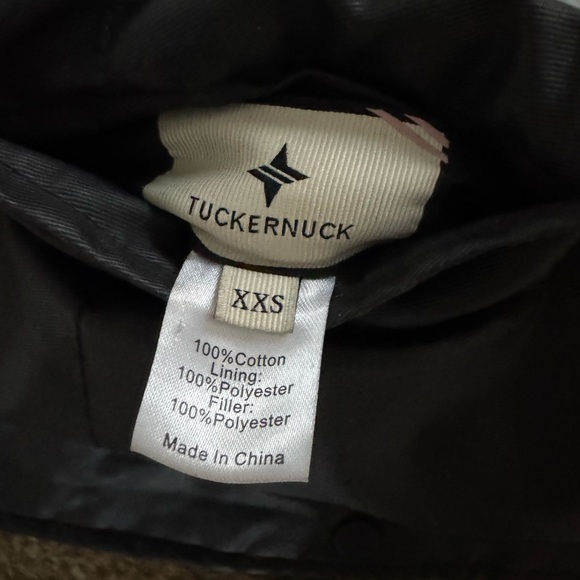 TUCKERNUCK
XXS
100%Cotton
Lining:
100%Polyester
Filler:
100%Polyester
Made in China